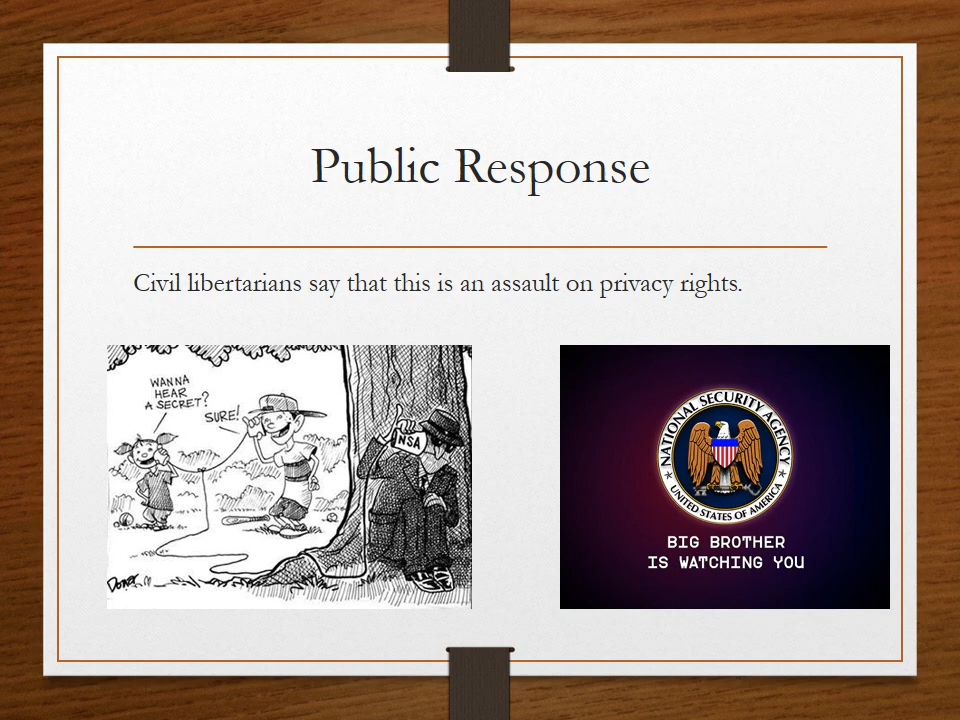 Public Response
Civil libertarians say that this is an assault on privacy rights.
WANNA
HEAR
A SECRET?
SURE!
NSA
NATIONAL SECURITY AGENCY
UNITED STATES OF AMERICA
BIG BROTHER
IS WATCHING YOU